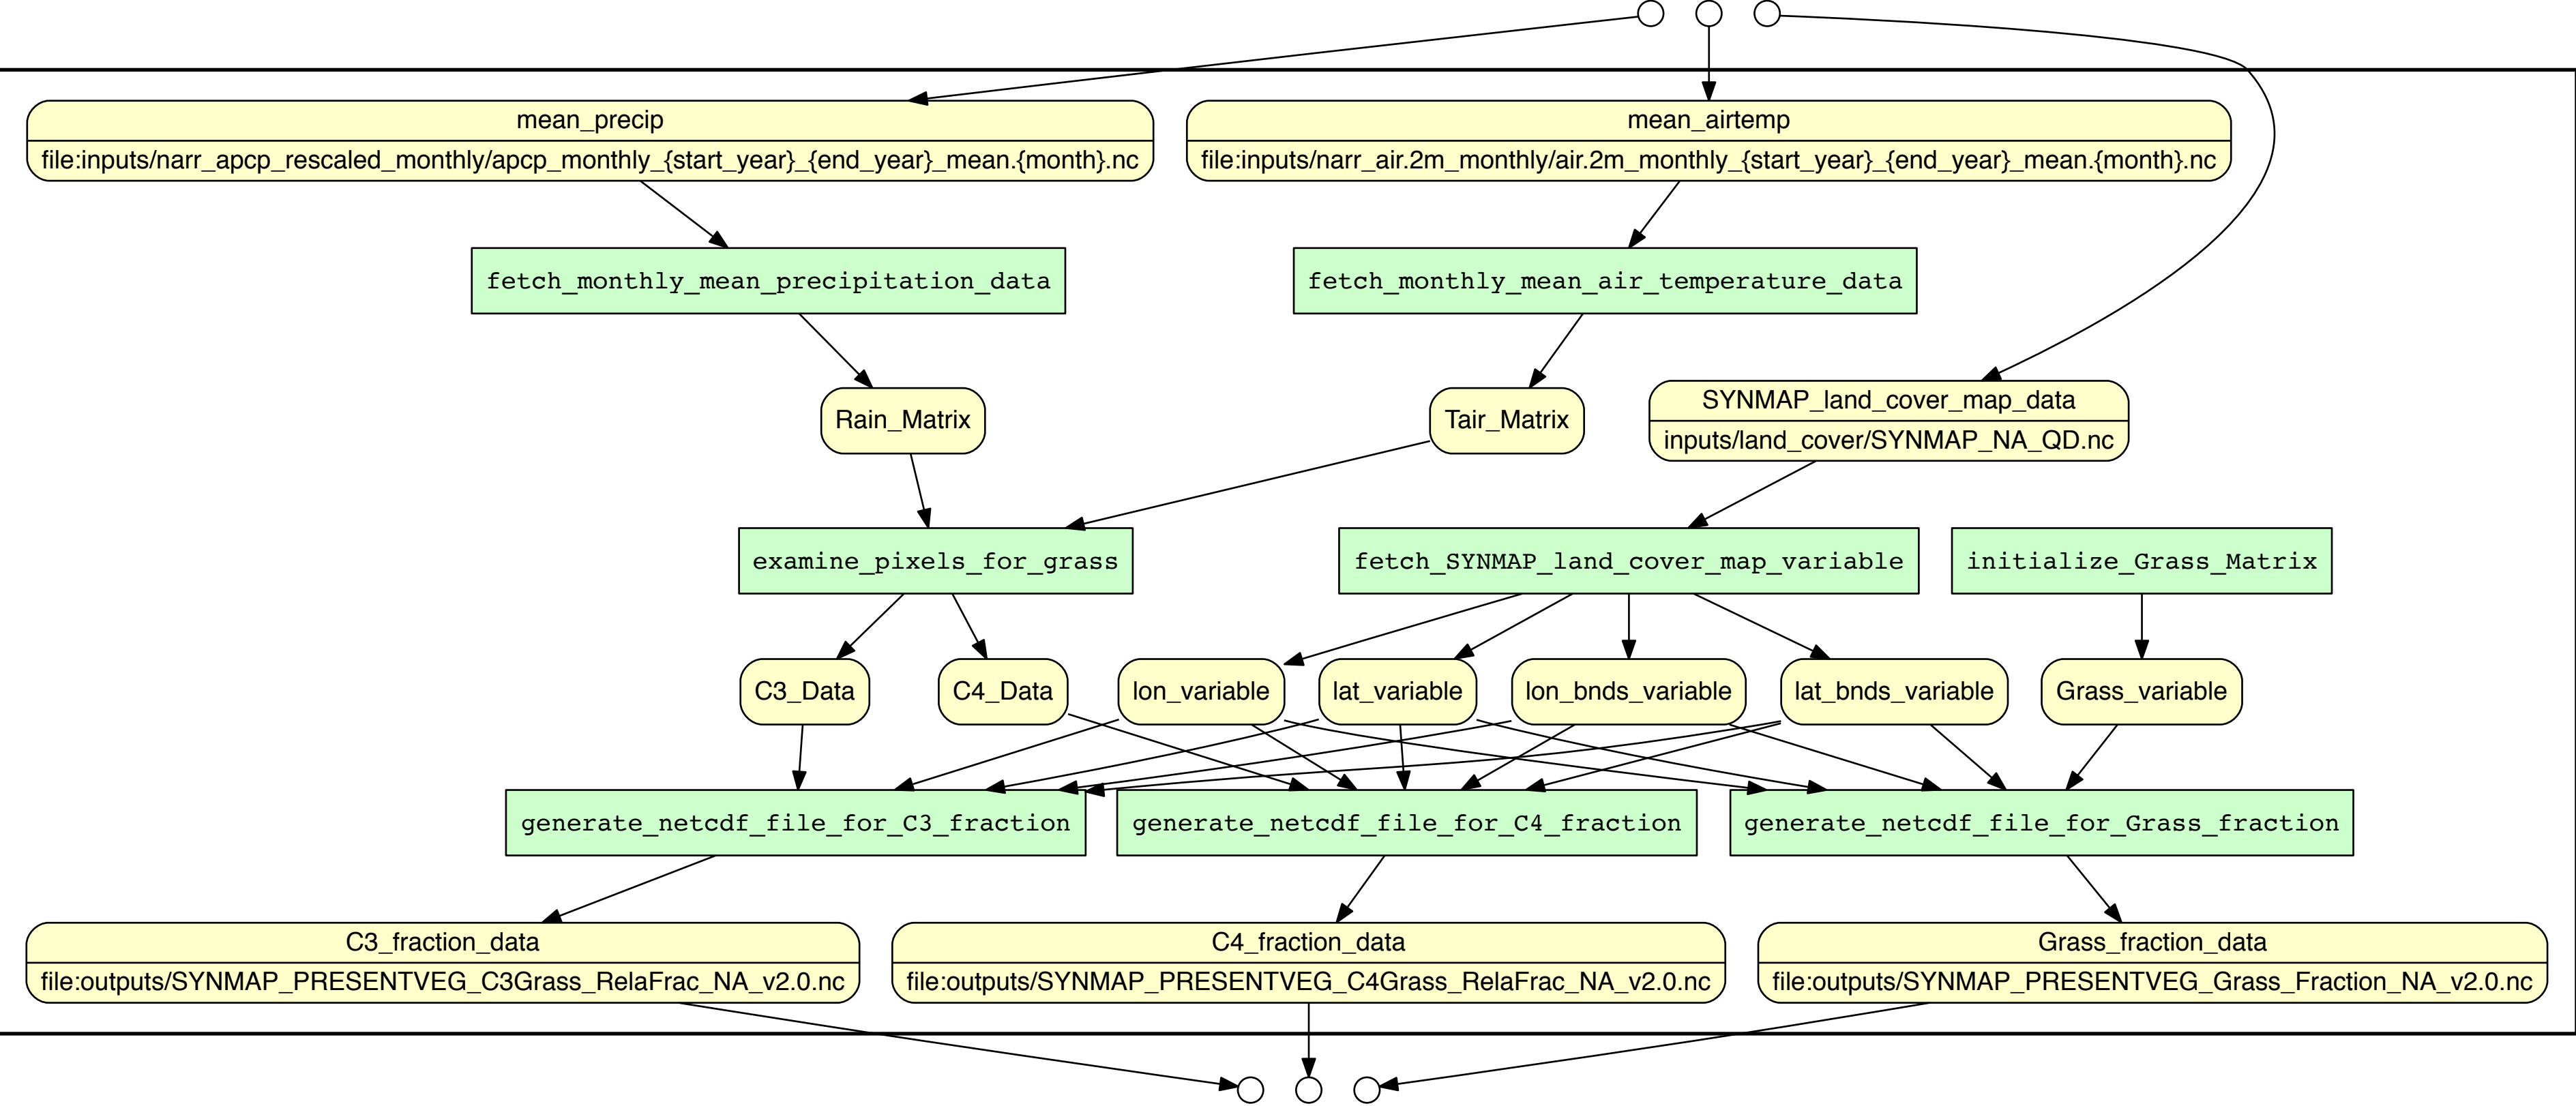 mean_precip
file:inputs/narr_apcp_rescaled_monthly/apcp_monthly_{start_year}_{end_year}_mean.{month}.nc
mean_airtemp
file:inputs/narr_air.2m_monthly/air.2m_monthly_{start_year}_{end_year}_mean.{month}.nc
fetch_monthly_mean_precipitation_data
fetch_monthly_mean_air_temperature_data
Rain_Matrix
Tair_Matrix
SYNMAP_land_cover_map_data
inputs/land_cover/SYNMAP_NA_QD.nc
examine_pixels_for_grass
fetch_SYNMAP_land_cover_map_variable
initialize_Grass_Matrix
C3_Data
C4_Data
lon_variable
lat_variable
lon_bnds_variable
lat_bnds_variable
Grass_variable
generate_netcdf_file_for_C3_fraction
generate_netcdf_file_for_C4_fraction
generate_netcdf_file_for_Grass_fraction
C3_fraction_data
file:outputs/SYNMAP_PRESENTVEG_C3Grass_RelaFrac_NA_v2.0.nc
C4_fraction_data
file:outputs/SYNMAP_PRESENTVEG_C4Grass_RelaFrac_NA_v2.0.nc
Grass_fraction_data
file:outputs/SYNMAP_PRESENTVEG_Grass_Fraction_NA_v2.0.nc